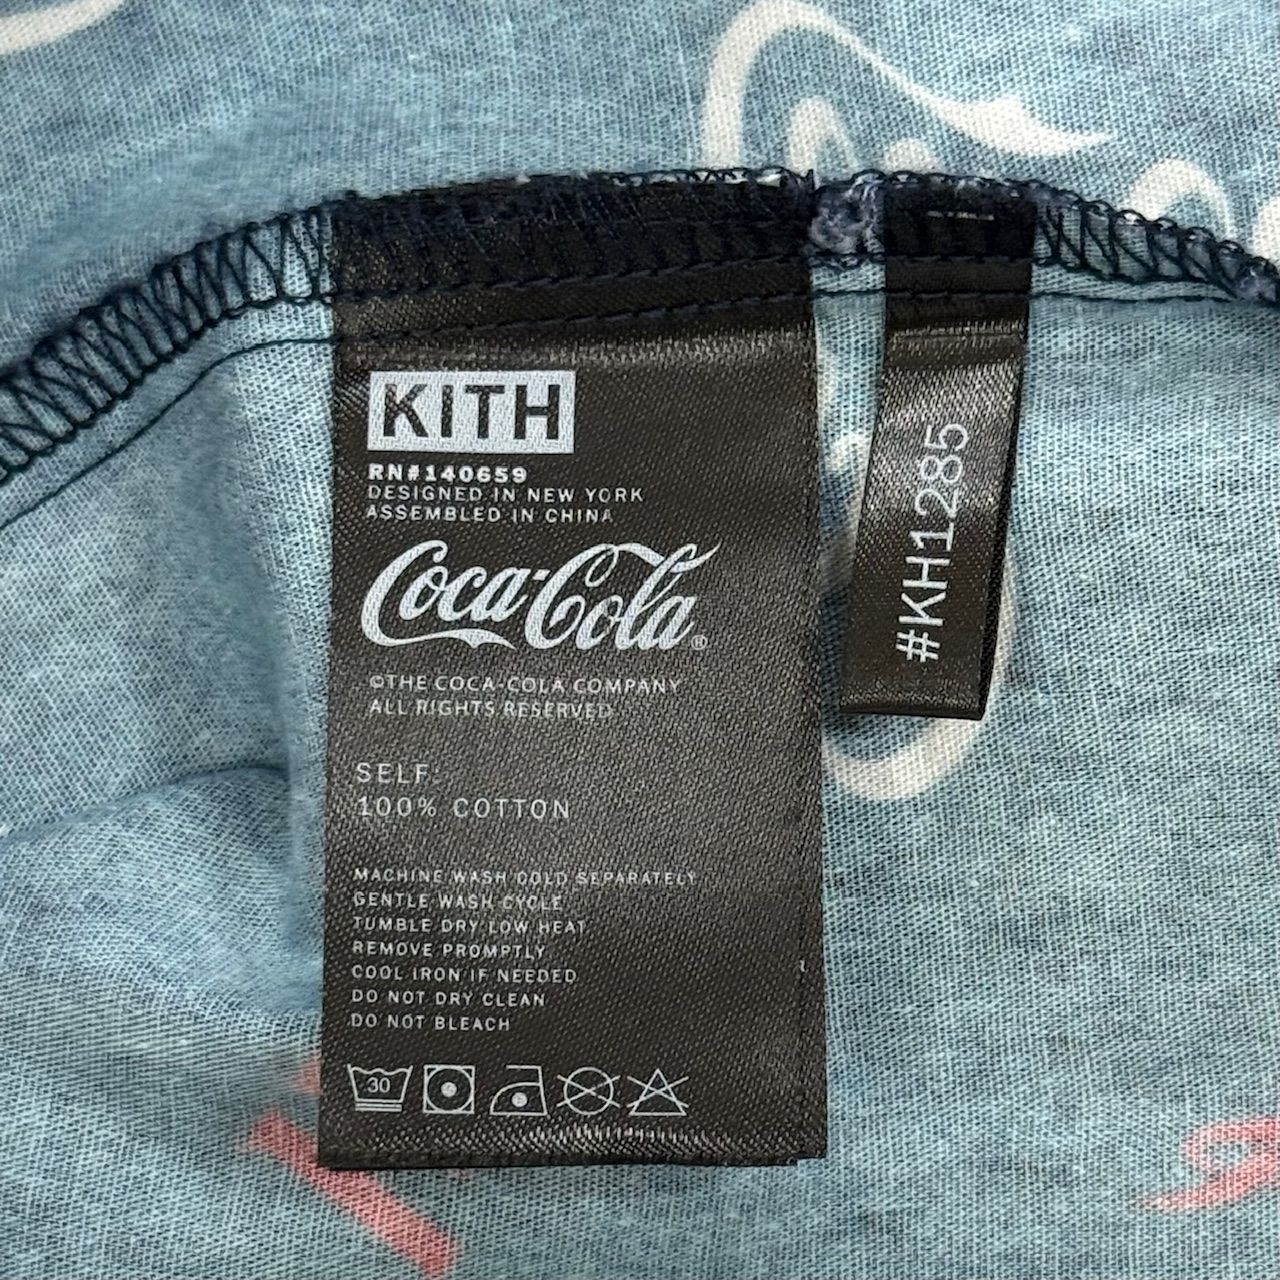 KITH
RN#140659
DESIGNED IN NEW YORK
ASSEMBLED IN CHINA
Coca-Cola®
©THE COCA-COLA COMPANY
ALL RIGHTS RESERVED
SELF:
100% COTTON
MACHINE WASH COLD SEPARATELY
GENTLE WASH CYCLE
TUMBLE DRY LOW HEAT
REMOVE PROMPTLY
COOL IRON IF NEEDED
DO NOT DRY CLEAN
DO NOT BLEACH
30
#KH1285